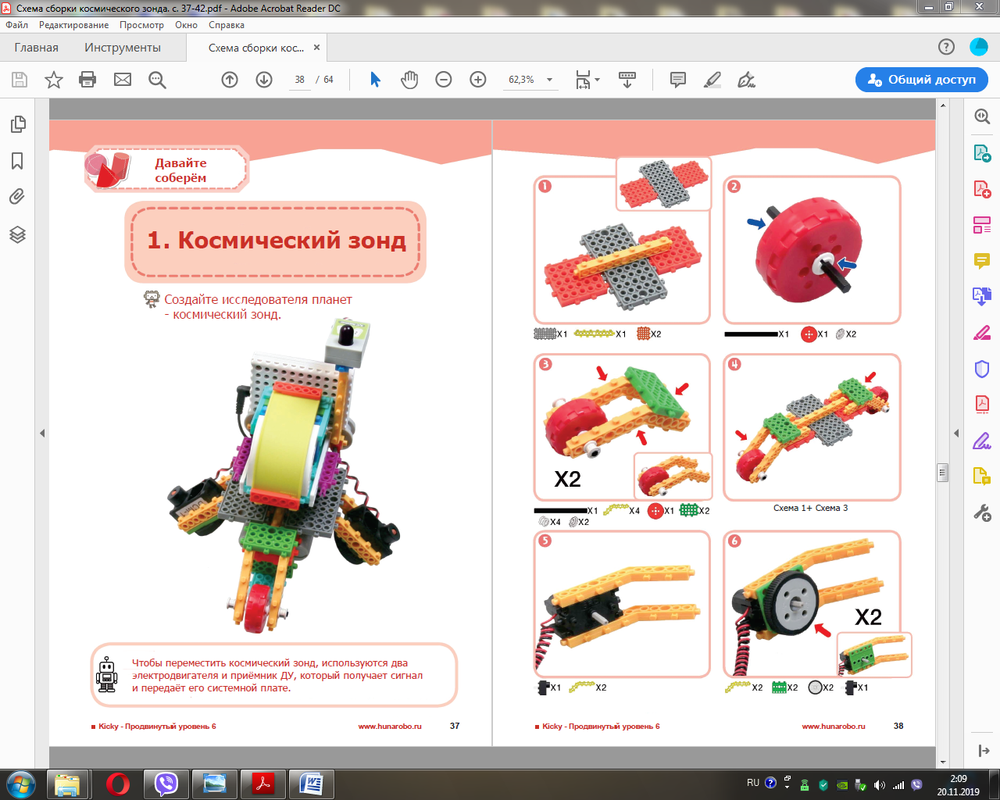 Схема сборки космического зонда. с. 37-42.pdf - Adobe Acrobat Reader DC
Файл Редактирование Просмотр Окно Справка
Главная Инструменты Схема сборки кос... ×
38 / 64 62,3% Общий доступ
Давайте
соберём
1. Космический зонд
Создайте исследователя планет
- космический зонд.
Чтобы переместить космический зонд, используются два
электродвигателя и приёмник ДУ, который получает сигнал
и передаёт его системной плате.
Kicky - Продвинутый уровень 6 www.hunarobo.ru 37
1
X1 X1 X2
2
X1 X1 X2
3
X2
X1 X4 X1 X2
X4 X2
4
Схема 1+ Схема 3
5
X1 X2
6
X2
X2 X2 X2 X1
Kicky - Продвинутый уровень 6 www.hunarobo.ru 38
RU 2:09
20.11.2019